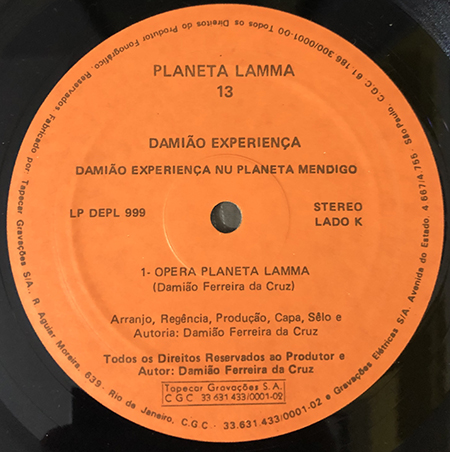 PLANETA LAMMA
13
DAMIÃO EXPERIENÇA
DAMIÃO EXPERIENÇA NU PLANETA MENDIGO
LP DEPL 999
STEREO
LADO K
1- OPERA PLANETA LAMMA
(Damião Ferreira da Cruz)
Arranjo, Regência, Produção, Capa, Sêlo e
Autoria: Damião Ferreira da Cruz
Todos os Direitos Reservados ao Produtor e
Autor: Damião Ferreira da Cruz
Tapecar Gravações S.A.
CGC 33.631.433/0001-02
Todos os Direitos do Produtor Fonográfico. Reservados Fabricado por: Tapecar Gravações S/A - R. Aguiar Moreira, 639 - Rio de Janeiro, C.G.C. - 33.631.433/0001-02 e Gravações Elétricas S/A. Avenida do Estado. 4.667/4.755 - São Paulo. C.G.C. 61.186.300/0001-00